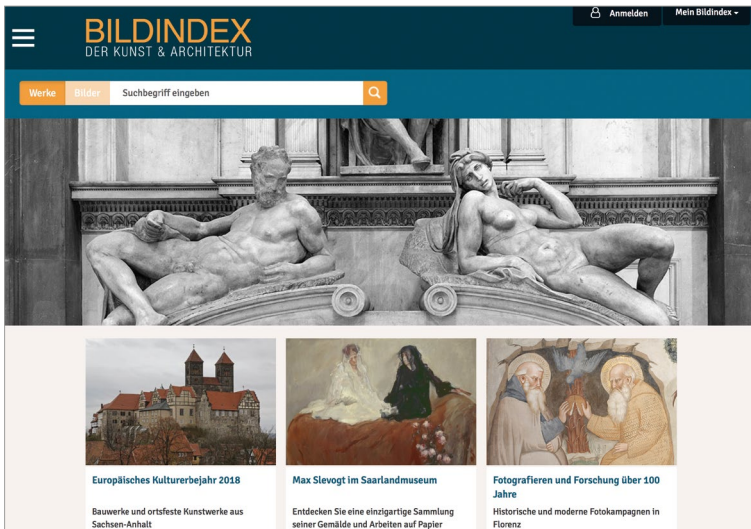 Anmelden
Mein Bildindex
BILDINDEX
DER KUNST & ARCHITEKTUR
Werke
Bilder
Suchbegriff eingeben
Europäisches Kulturerbejahr 2018
Bauwerke und ortsfeste Kunstwerke aus
Sachsen-Anhalt
Max Slevogt im Saarlandmuseum
Entdecken Sie eine einzigartige Sammlung
seiner Gemälde und Arbeiten auf Papier
Fotografieren und Forschung über 100
Jahre
Historische und moderne Fotokampagnen in
Florenz